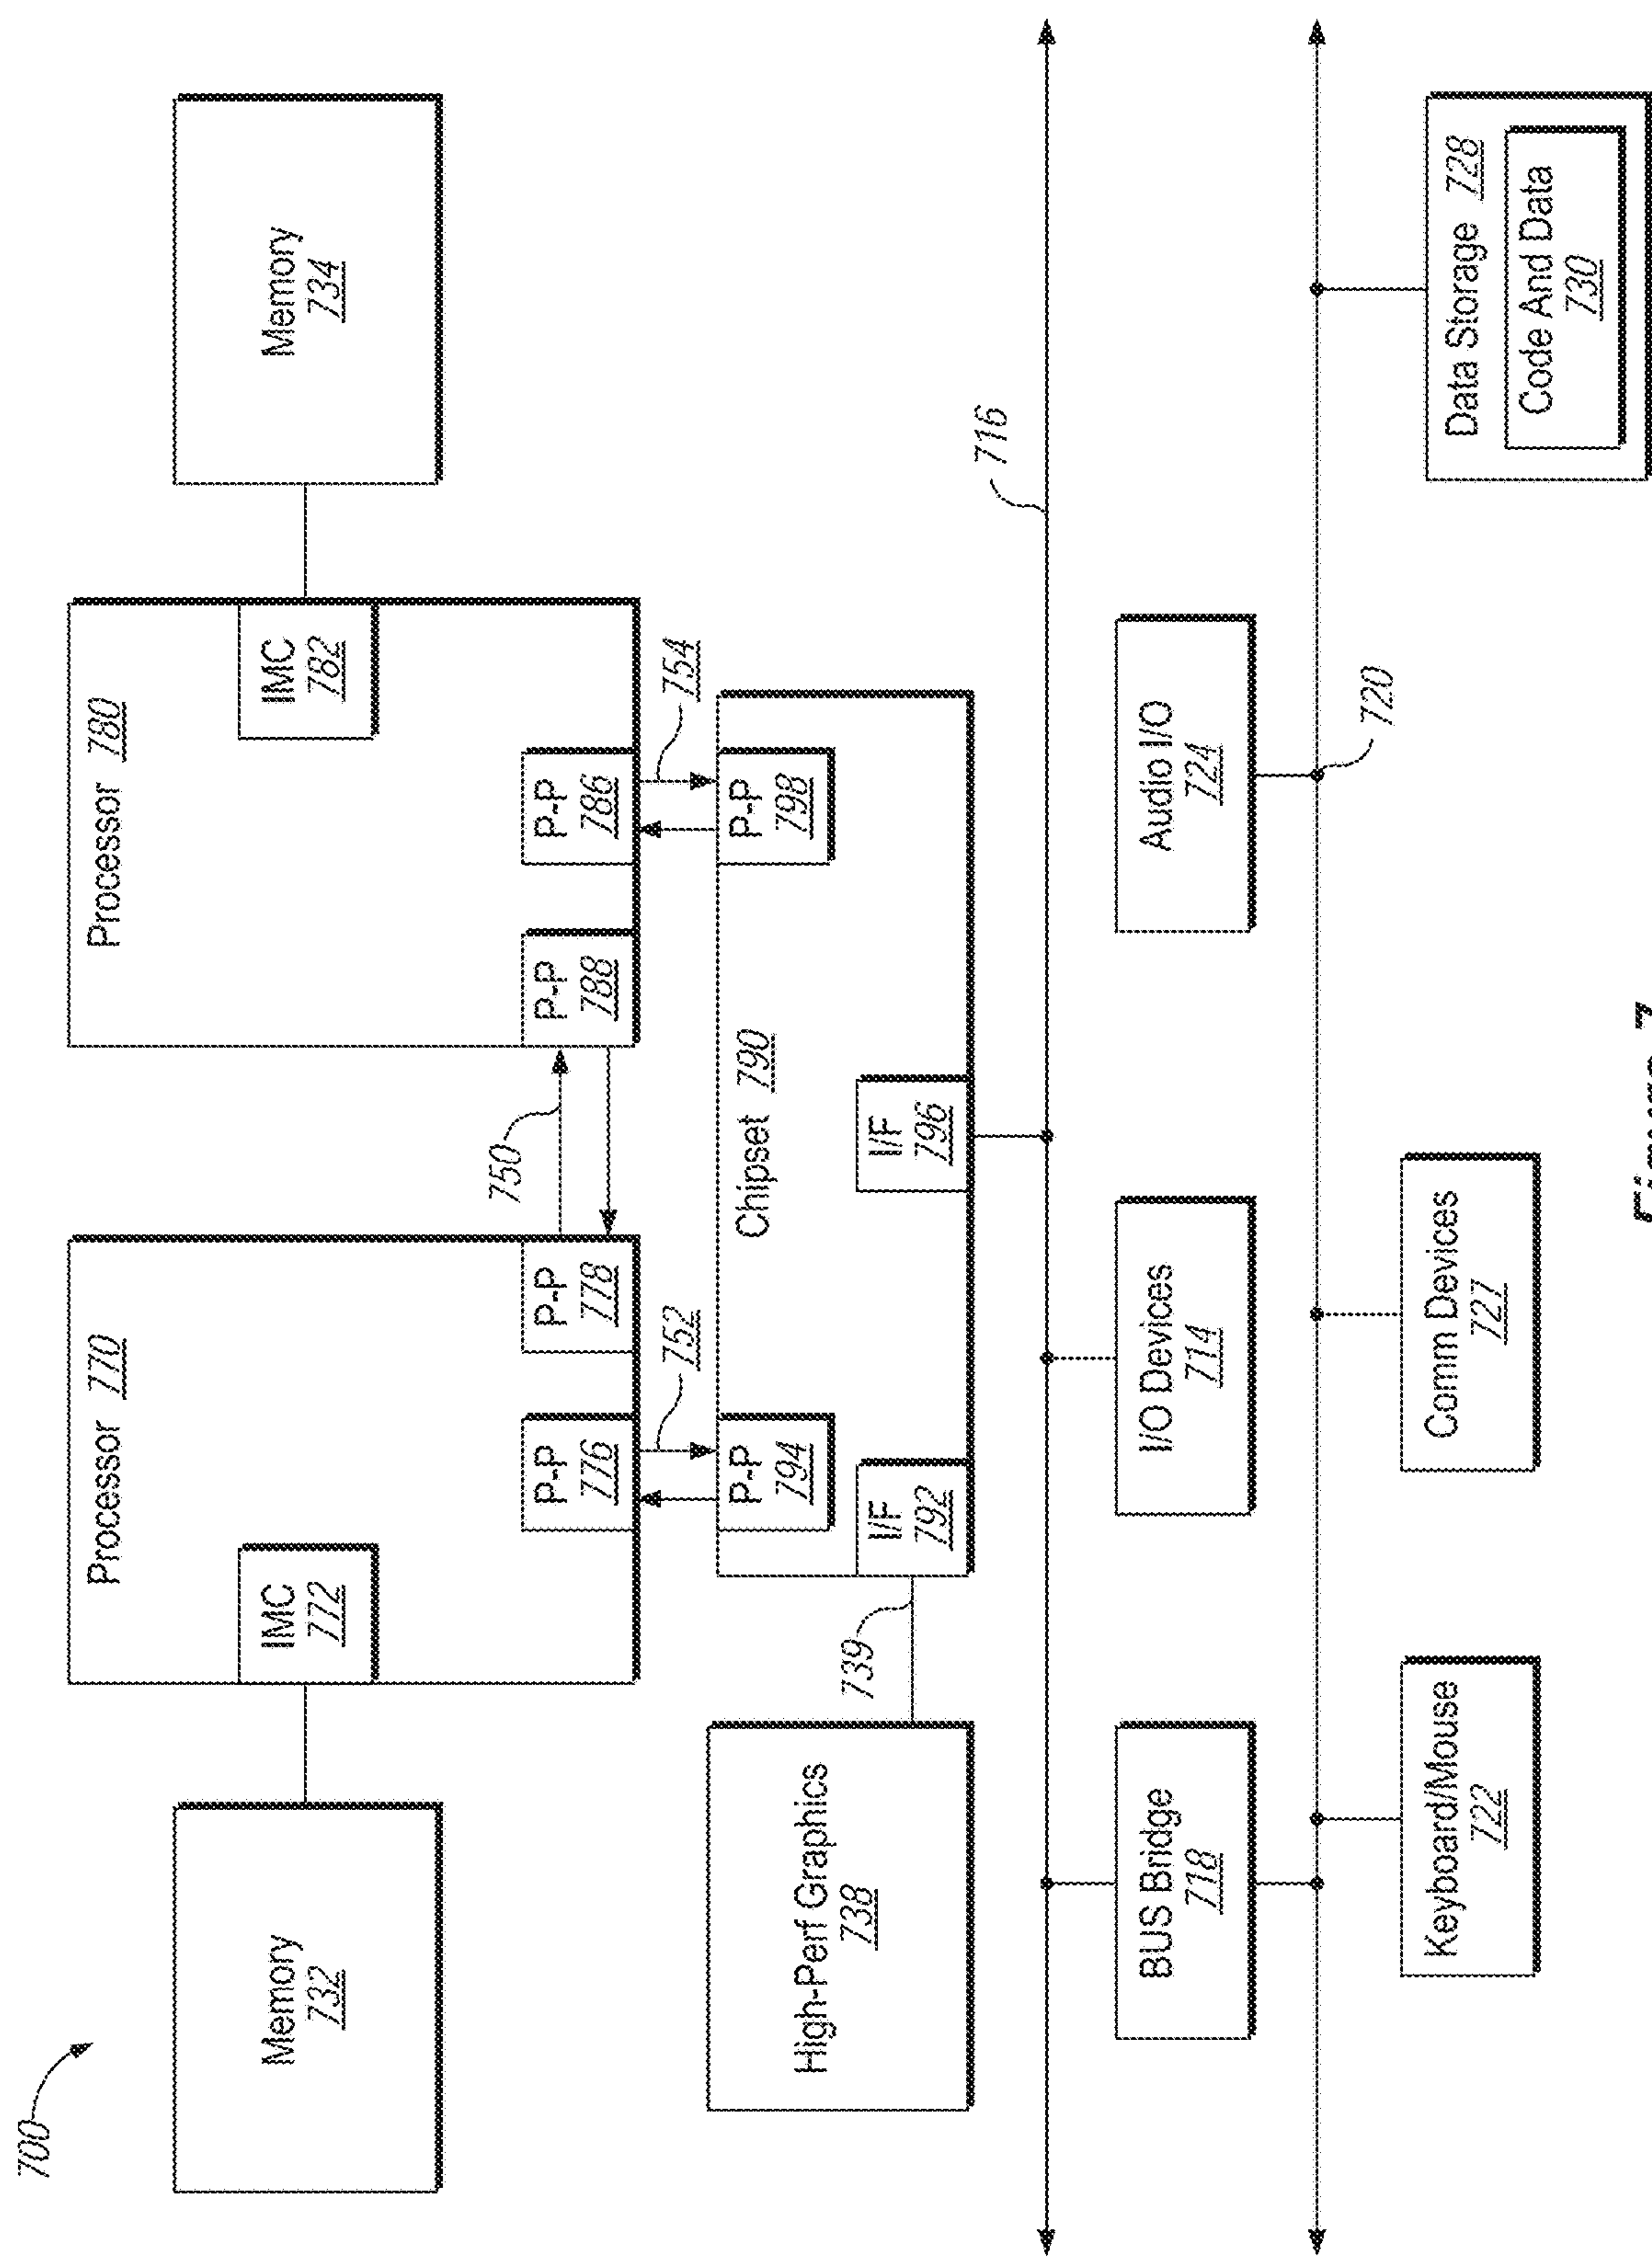 700
Memory
732
Processor 770
IMC
772
P-P
776
P-P
778
750
Processor 780
IMC
782
P-P
788
P-P
786
Memory
734
752
754
High-Perf Graphics
738
739
Chipset 790
P-P
794
P-P
798
I/F
792
I/F
796
716
BUS Bridge
718
I/O Devices
714
Audio I/O
724
720
Keyboard/Mouse
722
Comm Devices
727
Data Storage 728
Code And Data
730
Figure 7